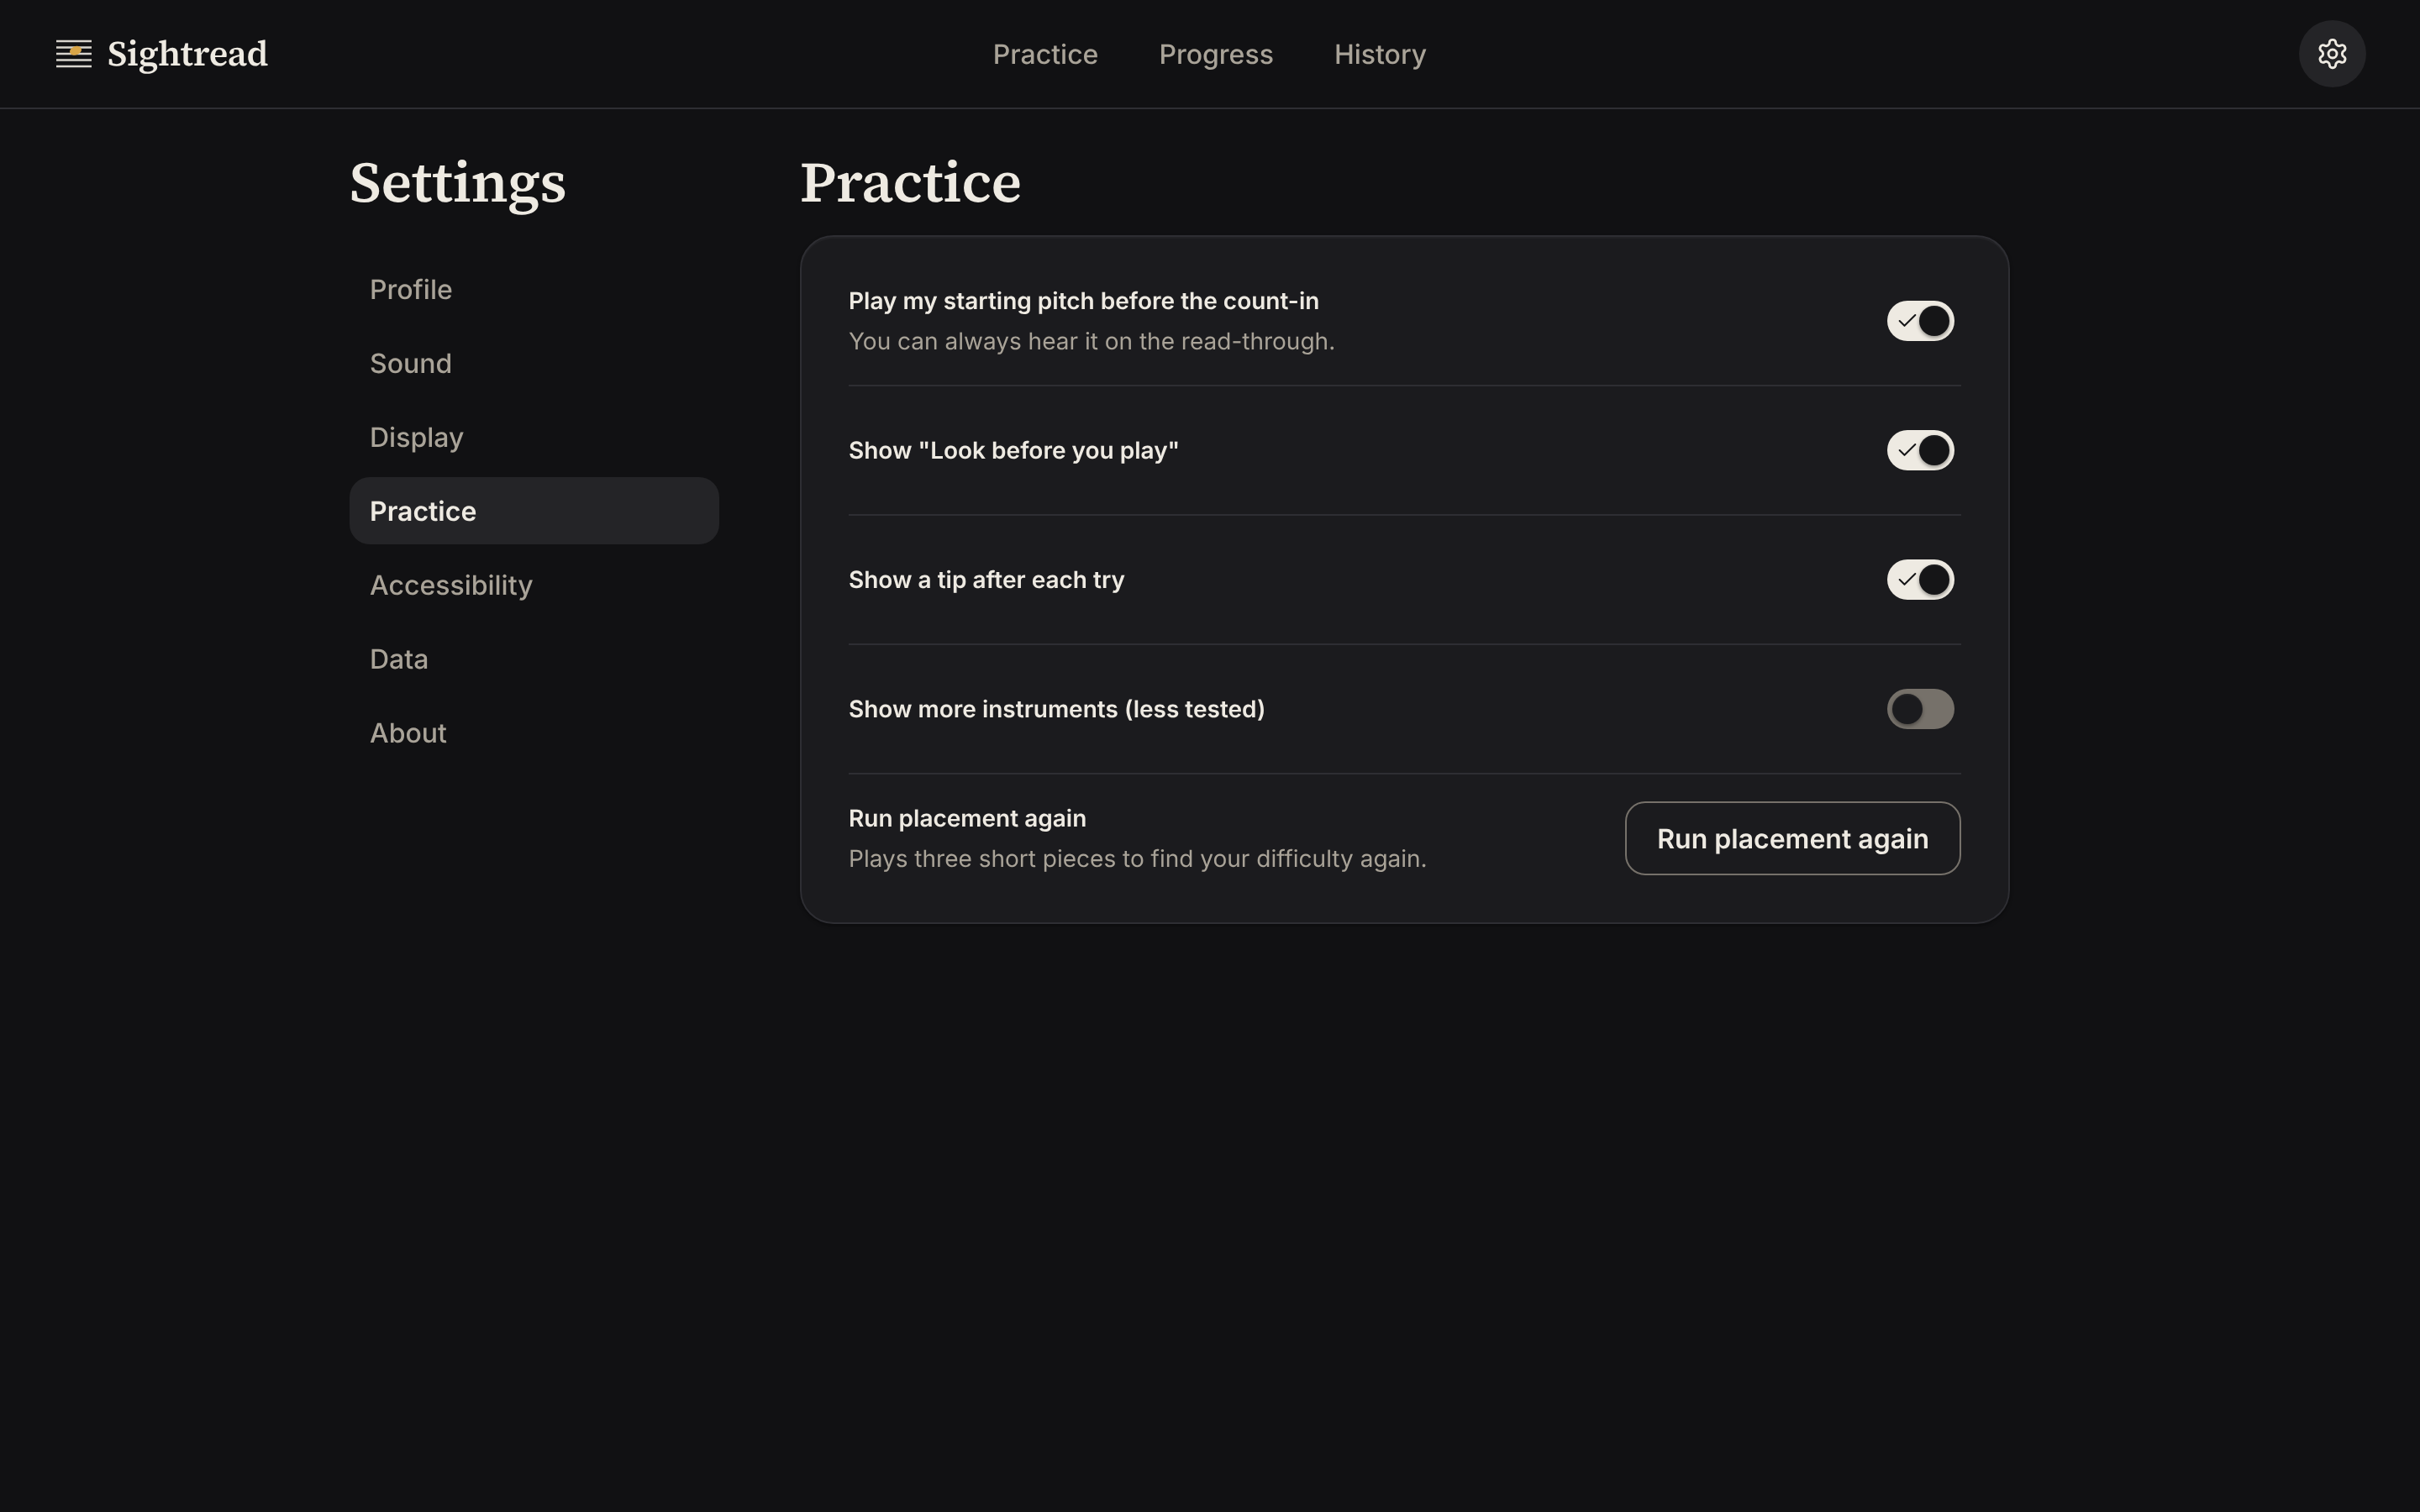 Sightread
Practice
Progress
History
Settings
Profile
Sound
Display
Practice
Accessibility
Data
About
Practice
Play my starting pitch before the count-in
You can always hear it on the read-through.
Show "Look before you play"
Show a tip after each try
Show more instruments (less tested)
Run placement again
Plays three short pieces to find your difficulty again.
Run placement again